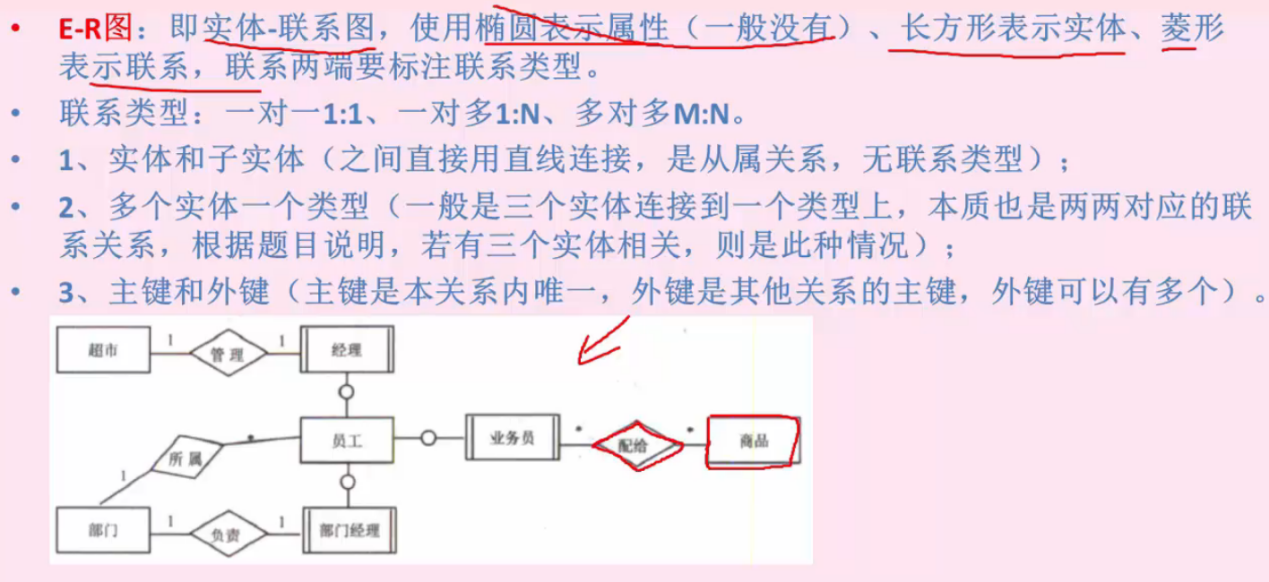 • E-R图：即实体-联系图，使用椭圆表示属性（一般没有）、长方形表示实体、菱形
表示联系，联系两端要标注联系类型。
• 联系类型：一对一1:1、一对多1:N、多对多M:N。
• 1、实体和子实体（之间直接用直线连接，是从属关系，无联系类型）；
• 2、多个实体一个类型（一般是三个实体连接到一个类型上，本质也是两两对应的联
系关系，根据题目说明，若有三个实体相关，则是此种情况）；
• 3、主键和外键（主键是本关系内唯一，外键是其他关系的主键，外键可以有多个）。
超市 1 管理 1 经理
员工 业务员 * 配给 * 商品
所属 *
1
部门 1 负责 1 部门经理